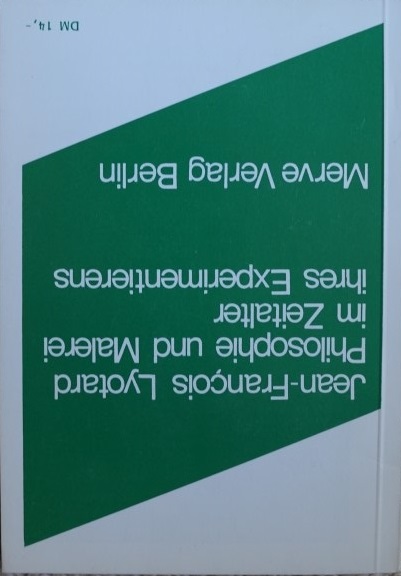 Jean-François Lyotard
Philosophie und Malerei
im Zeitalter
ihres Experimentierens
Merve Verlag Berlin
DM 14,-